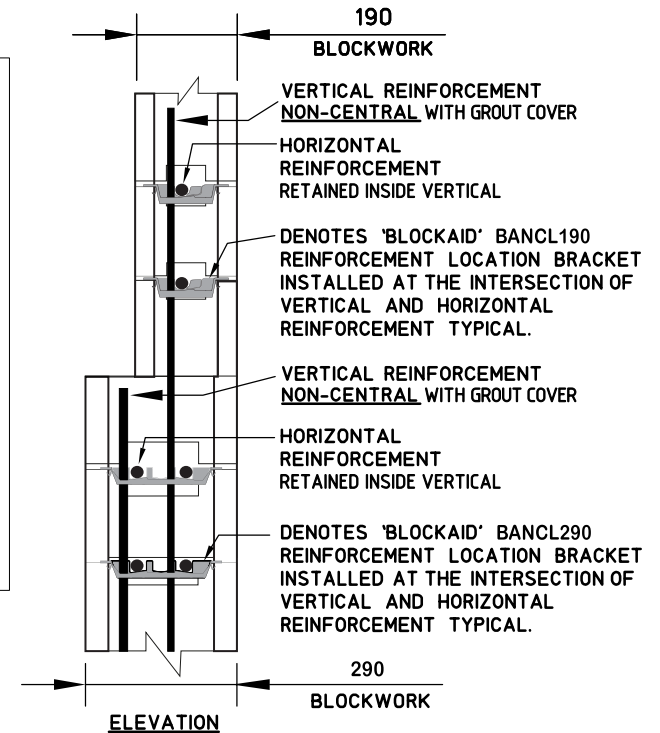 190
BLOCKWORK
VERTICAL REINFORCEMENT
NON-CENTRAL WITH GROUT COVER
HORIZONTAL
REINFORCEMENT
RETAINED INSIDE VERTICAL
DENOTES 'BLOCKAID' BANCL190
REINFORCEMENT LOCATION BRACKET
INSTALLED AT THE INTERSECTION OF
VERTICAL AND HORIZONTAL
REINFORCEMENT TYPICAL.
VERTICAL REINFORCEMENT
NON-CENTRAL WITH GROUT COVER
HORIZONTAL
REINFORCEMENT
RETAINED INSIDE VERTICAL
DENOTES 'BLOCKAID' BANCL290
REINFORCEMENT LOCATION BRACKET
INSTALLED AT THE INTERSECTION OF
VERTICAL AND HORIZONTAL
REINFORCEMENT TYPICAL.
290
BLOCKWORK
ELEVATION